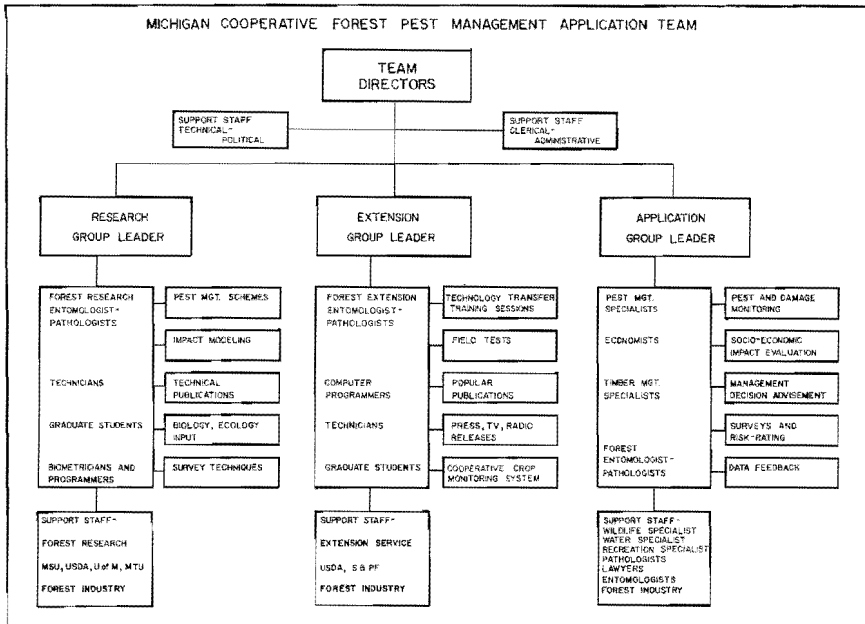 MICHIGAN COOPERATIVE FOREST PEST MANAGEMENT APPLICATION TEAM
TEAM
DIRECTORS
SUPPORT STAFF
TECHNICAL-
POLITICAL
SUPPORT STAFF
CLERICAL-
ADMINISTRATIVE
RESEARCH
GROUP LEADER
EXTENSION
GROUP LEADER
APPLICATION
GROUP LEADER
FOREST RESEARCH
ENTOMOLOGIST-
PATHOLOGISTS
TECHNICIANS
GRADUATE STUDENTS
BIOMETRICIANS AND
PROGRAMMERS
PEST MGT. SCHEMES
IMPACT MODELING
TECHNICAL
PUBLICATIONS
BIOLOGY, ECOLOGY
INPUT
SURVEY TECHNIQUES
SUPPORT STAFF-
FOREST RESEARCH
MSU, USDA, U of M, MTU
FOREST INDUSTRY
FOREST EXTENSION
ENTOMOLOGIST-
PATHOLOGISTS
COMPUTER
PROGRAMMERS
TECHNICIANS
GRADUATE STUDENTS
TECHNOLOGY TRANSFER
TRAINING SESSIONS
FIELD TESTS
POPULAR
PUBLICATIONS
PRESS, TV, RADIO
RELEASES
COOPERATIVE CROP
MONITORING SYSTEM
SUPPORT STAFF-
EXTENSION SERVICE
USDA, S & PF
FOREST INDUSTRY
PEST MGT.
SPECIALISTS
ECONOMISTS
TIMBER MGT.
SPECIALISTS
FOREST
ENTOMOLOGIST-
PATHOLOGISTS
PEST AND DAMAGE
MONITORING
SOCIO-ECONOMIC
IMPACT EVALUATION
MANAGEMENT
DECISION ADVISEMENT
SURVEYS AND
RISK-RATING
DATA FEEDBACK
SUPPORT STAFF-
WILDLIFE SPECIALIST
WATER SPECIALIST
RECREATION SPECIALIST
PATHOLOGISTS
LAWYERS
ENTOMOLOGISTS
FOREST INDUSTRY